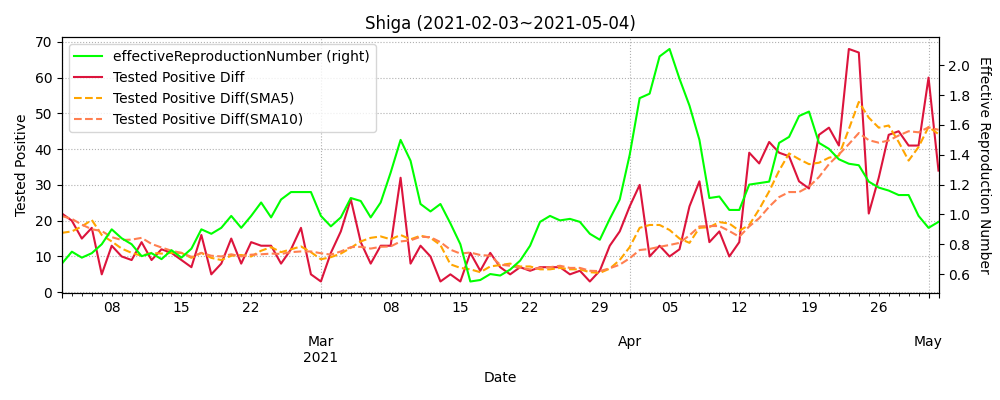 Shiga (2021-02-03~2021-05-04)
effectiveReproductionNumber (right)
Tested Positive Diff
Tested Positive Diff(SMA5)
Tested Positive Diff(SMA10)
Tested Positive
70
60
50
40
30
20
10
0
2.0
1.8
1.6
1.4
1.2
1.0
0.8
0.6
Effective Reproduction Number
08 15 22 08 15 22 29 05 12 19 26
Mar Apr May
2021
Date